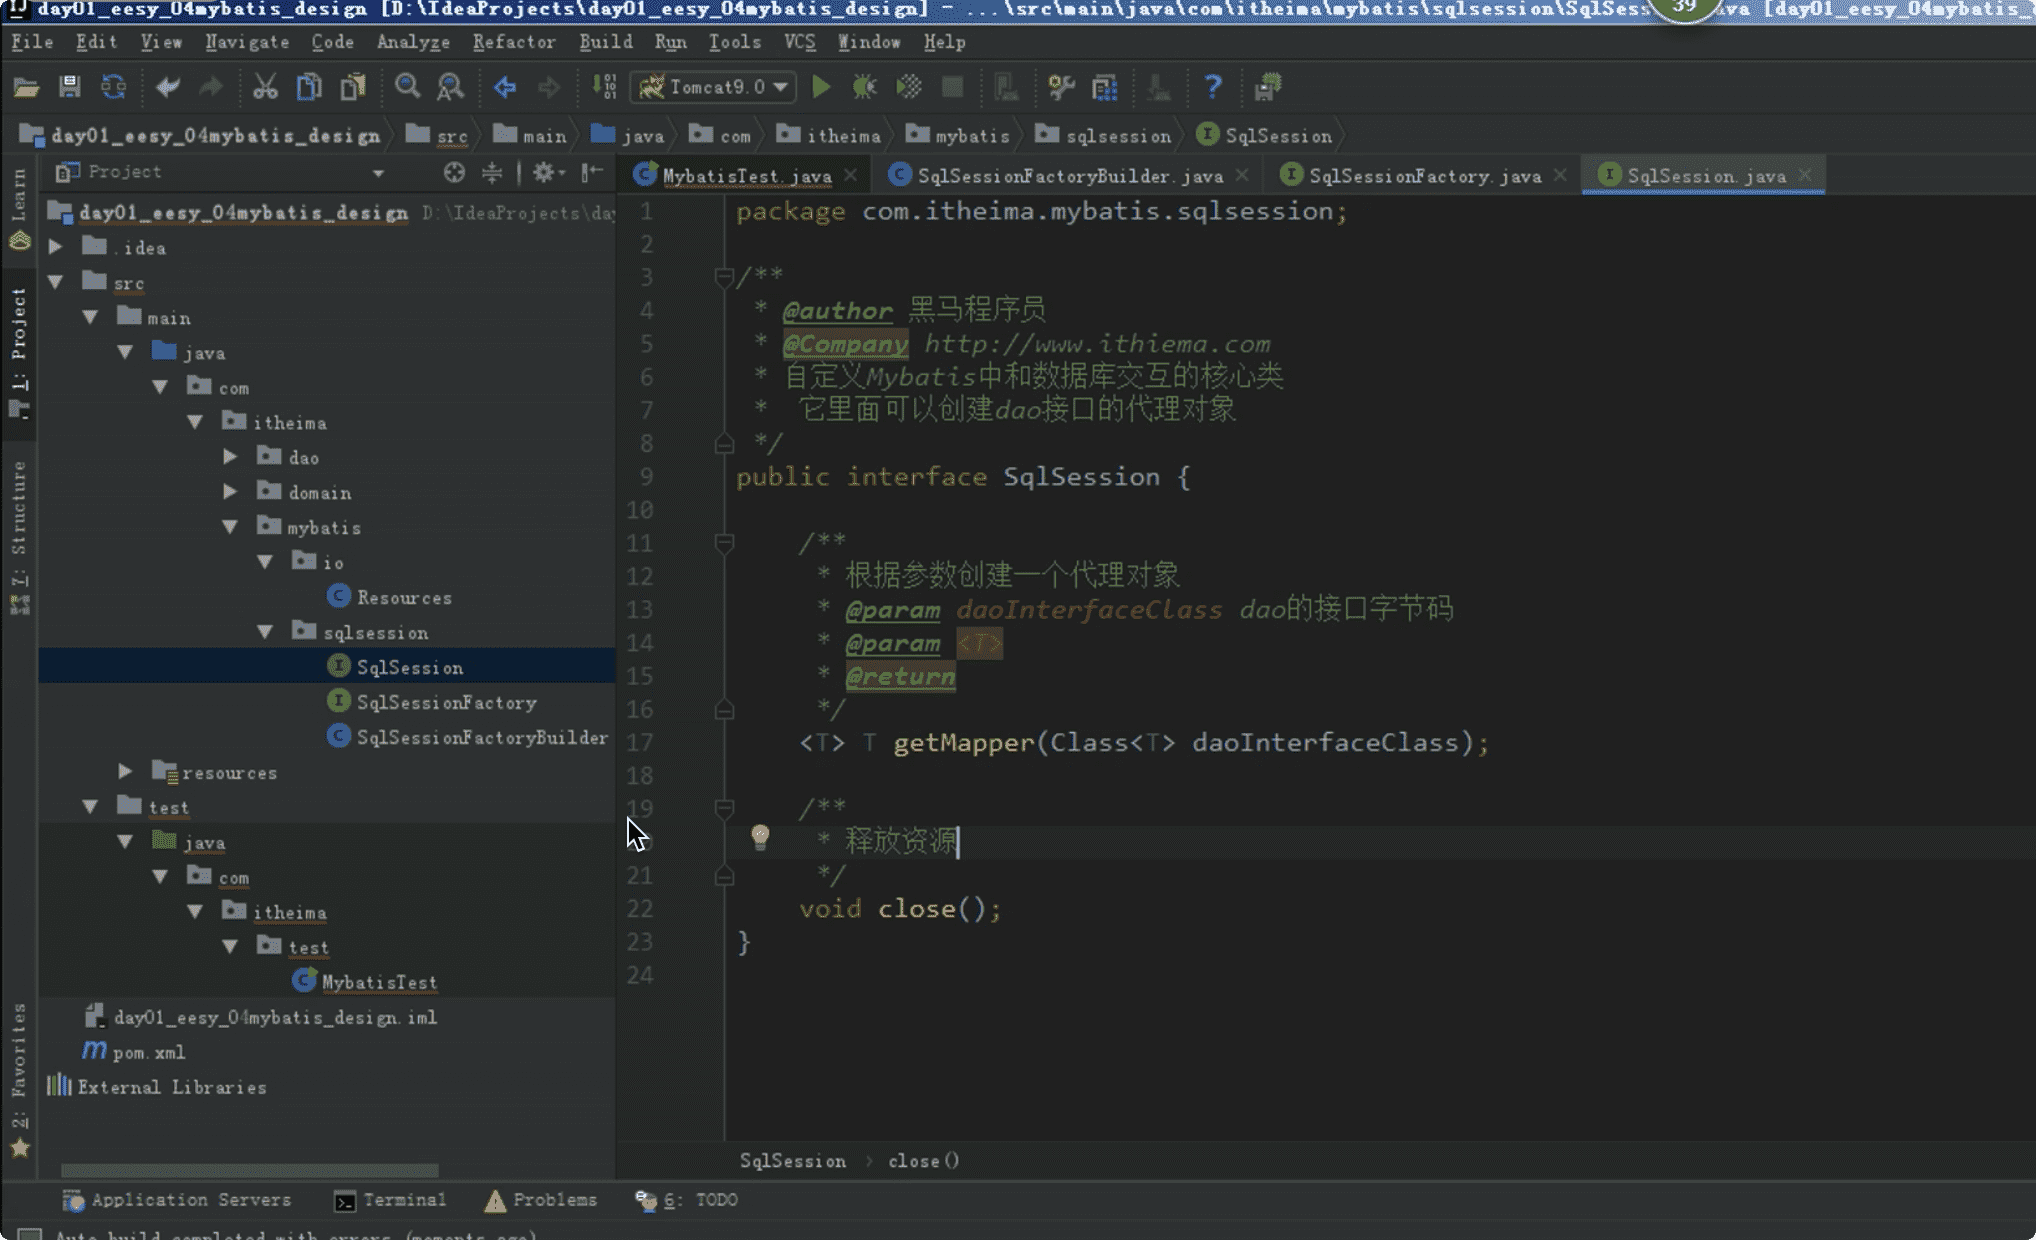 day01_eesy_04mybatis_design [D:\IdeaProjects\day01_eesy_04mybatis_design] - ...\src\main\java\com\itheima\mybatis\sqlsession\SqlSes
39
va [day01_eesy_04mybatis_
File Edit View Navigate Code Analyze Refactor Build Run Tools VCS Window Help
Tomcat9.0
day01_eesy_04mybatis_design src main java com itheima mybatis sqlsession SqlSession
Project
MybatisTest.java SqlSessionFactoryBuilder.java SqlSessionFactory.java SqlSession.java
Learn
1: Project
7: Structure
2: Favorites
day01_eesy_04mybatis_design D:\IdeaProjects\da
.idea
src
main
java
com
itheima
dao
domain
mybatis
io
Resources
sqlsession
SqlSession
SqlSessionFactory
SqlSessionFactoryBuilder
resources
test
java
com
itheima
test
MybatisTest
day01_eesy_04mybatis_design.iml
pom.xml
External Libraries
1 package com.itheima.mybatis.sqlsession;
2
3 /**
4 * @author 黑马程序员
5 * @Company http://www.ithiema.com
6 * 自定义Mybatis中和数据库交互的核心类
7 * 它里面可以创建dao接口的代理对象
8 */
9 public interface SqlSession {
10
11 /**
12 * 根据参数创建一个代理对象
13 * @param daoInterfaceClass dao的接口字节码
14 * @param <T>
15 * @return
16 */
17 <T> T getMapper(Class<T> daoInterfaceClass);
18
19 /**
* 释放资源
21 */
22 void close();
23 }
24
SqlSession › close()
Application Servers Terminal Problems 6: TODO
Auto build completed with errors (moments ago)